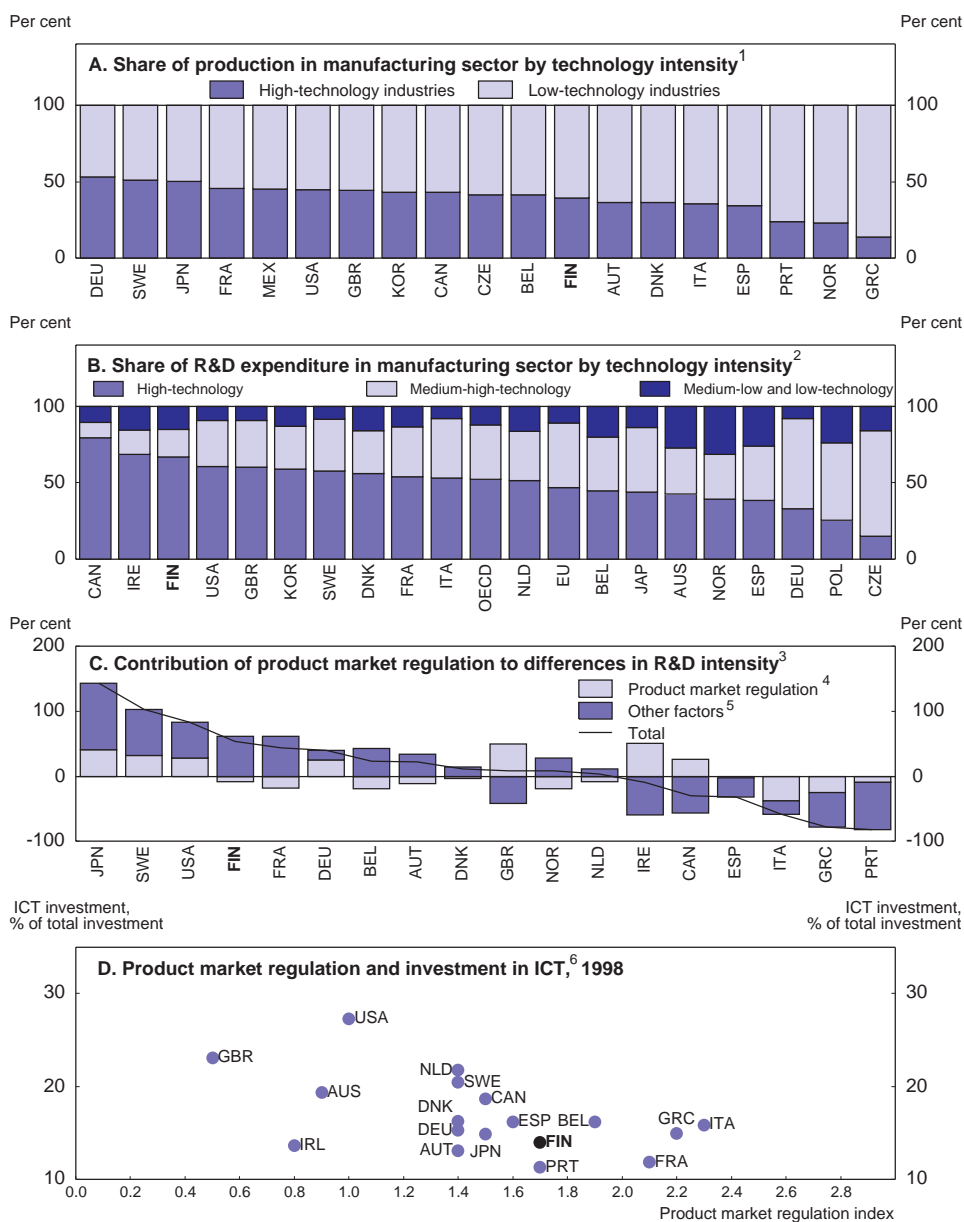 Per cent Per cent
A. Share of production in manufacturing sector by technology intensity1
High-technology industries Low-technology industries
100 100
50 50
0 0
DEU SWE JPN FRA MEX USA GBR KOR CAN CZE BEL FIN AUT DNK ITA ESP PRT NOR GRC
Per cent Per cent
B. Share of R&D expenditure in manufacturing sector by technology intensity2
High-technology Medium-high-technology Medium-low and low-technology
100 100
50 50
0 0
CAN IRE FIN USA GBR KOR SWE DNK FRA ITA OECD NLD EU BEL JAP AUS NOR ESP DEU POL CZE
Per cent Per cent
200 200
C. Contribution of product market regulation to differences in R&D intensity3
Product market regulation 4
Other factors5
Total
100 100
0 0
-100 -100
JPN SWE USA FIN FRA DEU BEL AUT DNK GBR NOR NLD IRE CAN ESP ITA GRC PRT
ICT investment, ICT investment,
% of total investment % of total investment
D. Product market regulation and investment in ICT,6 1998
30 30
USA
GBR
NLD
SWE
20 20
AUS
CAN
DNK
ESP BEL
GRC ITA
DEU
JPN
IRL
FIN
AUT
FRA
PRT
10 10
0.0 0.2 0.4 0.6 0.8 1.0 1.2 1.4 1.6 1.8 2.0 2.2 2.4 2.6 2.8
Product market regulation index